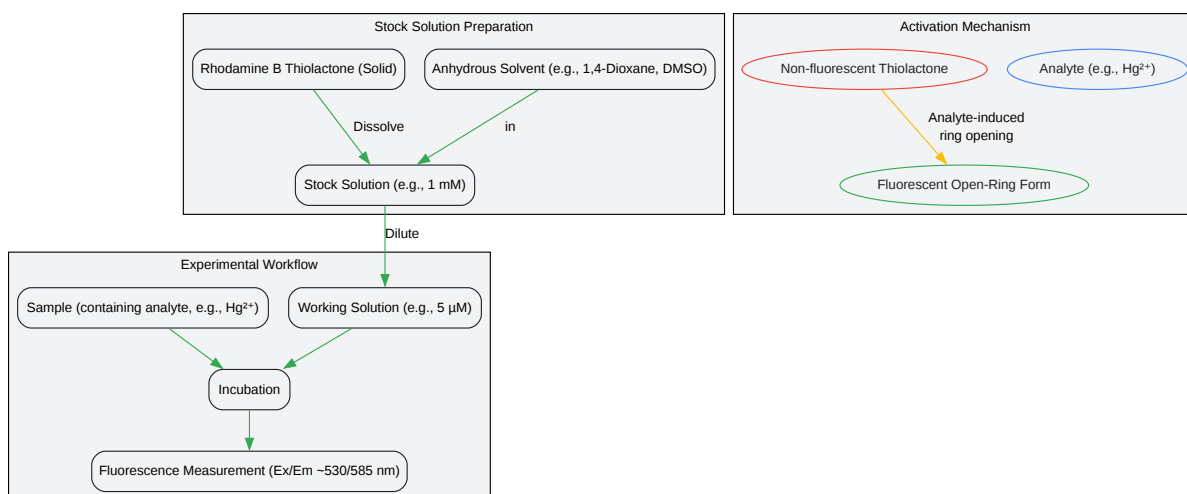 Stock Solution Preparation
Rhodamine B Thiolactone (Solid)
Anhydrous Solvent (e.g., 1,4-Dioxane, DMSO)
Dissolve
in
Stock Solution (e.g., 1 mM)
Dilute
Experimental Workflow
Sample (containing analyte, e.g., Hg²⁺)
Working Solution (e.g., 5 µM)
Incubation
Fluorescence Measurement (Ex/Em ~530/585 nm)
Activation Mechanism
Non-fluorescent Thiolactone
Analyte (e.g., Hg²⁺)
Analyte-induced
ring opening
Fluorescent Open-Ring Form